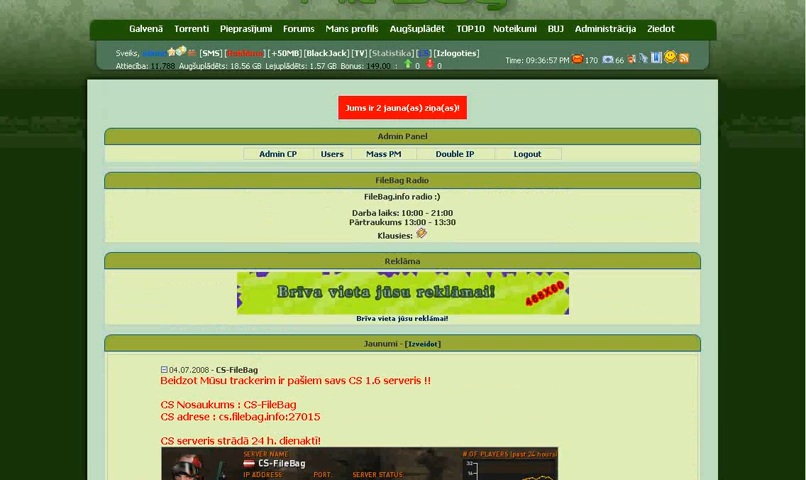 Galvenā Torrenti Pieprasījumi Forums Mans profils Augšuplādēt TOP10 Noteikumi BUJ Administrācija Ziedot
Sveiks, [SMS] [+50MB] [BlackJack] [TV] [Statistika] [CS] [Izlogoties]
Attiecība: 11.788 Augšuplādēts: 18.56 GB Lejuplādēts: 1.57 GB Bonus: 149.00 : 0 0
Time: 09:36:57 PM 170 66
Jums ir 2 jauna(as) ziņa(as)!
Admin Panel
Admin CP Users Mass PM Double IP Logout
FileBag Radio
FileBag.info radio :)
Darba laiks: 10:00 - 21:00
Pārtraukums 13:00 - 13:30
Klausies:
Reklāma
Brīva vieta jūsu reklāmai! 468X60
Brīva vieta jūsu reklāmai!
Jaunumi - [Izveidot]
04.07.2008 - CS-FileBag
Beidzot Mūsu trackerim ir pašiem savs CS 1.6 serveris !!
CS Nosaukums : CS-FileBag
CS adrese : cs.filebag.info:27015
CS serveris strādā 24 h. dienaktī!
SERVER NAME # OF PLAYERS (past 24 hours)
CS-FileBag 32
IP ADDRESS PORT: SERVER STATUS